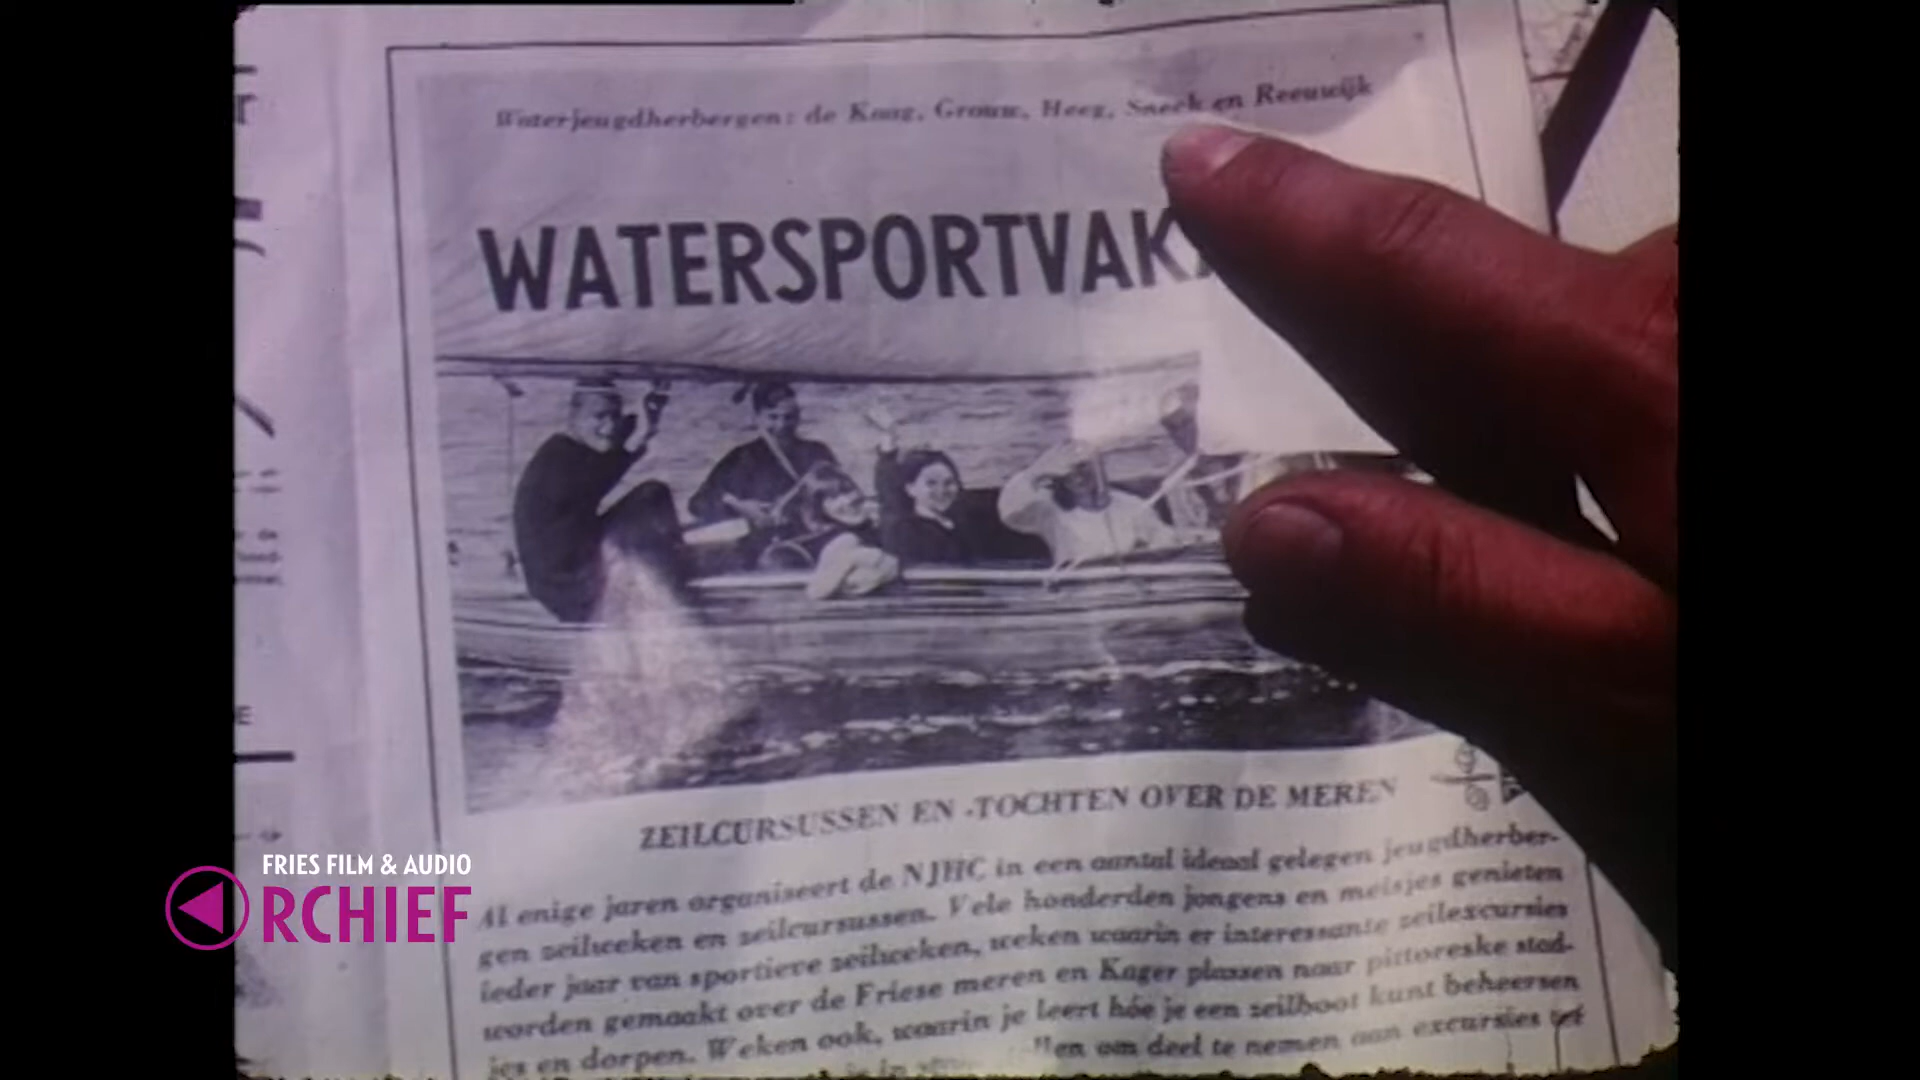 Waterjeugdherbergen: de Kaag, Grouw, Heeg, Sneek en Reeuwijk
WATERSPORTVAK
ZEILCURSUSSEN EN -TOCHTEN OVER DE MEREN
Al enige jaren organiseert de NJHC in een aantal ideaal gelegen jeugdherber-
gen zeilweken en zeilcursussen. Vele honderden jongens en meisjes genieten
ieder jaar van sportieve zeilweken, weken waarin er interessante zeilexcursies
worden gemaakt over de Friese meren en Kager plassen naar pittoreske stad-
jes en dorpen. Weken ook, waarin je leert hóe je een zeilboot kunt beheersen
om deel te nemen aan excursies
FRIES FILM & AUDIO
RCHIEF